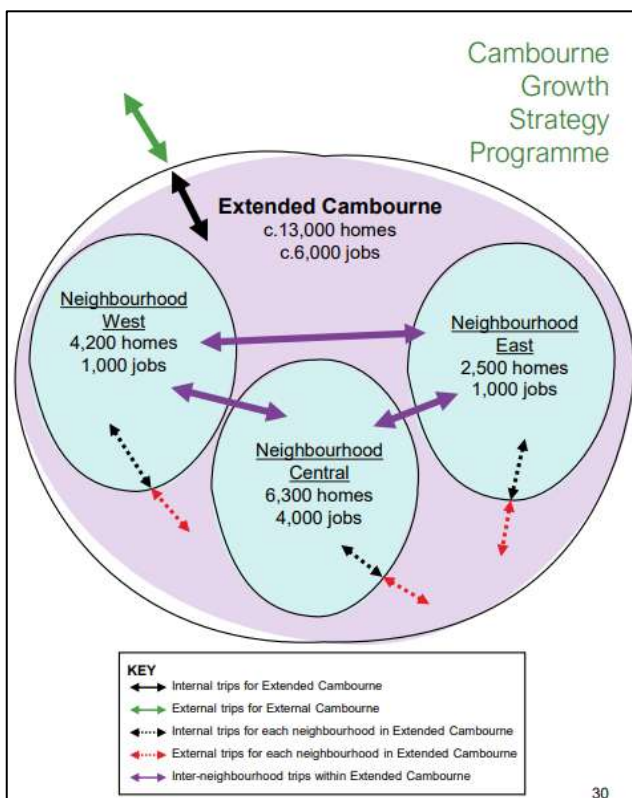 Cambourne
Growth
Strategy
Programme
Extended Cambourne
c.13,000 homes
c.6,000 jobs
Neighbourhood
West
4,200 homes
1,000 jobs
Neighbourhood
East
2,500 homes
1,000 jobs
Neighbourhood
Central
6,300 homes
4,000 jobs
KEY
Internal trips for Extended Cambourne
External trips for External Cambourne
Internal trips for each neighbourhood in Extended Cambourne
External trips for each neighbourhood in Extended Cambourne
Inter-neighbourhood trips within Extended Cambourne
30